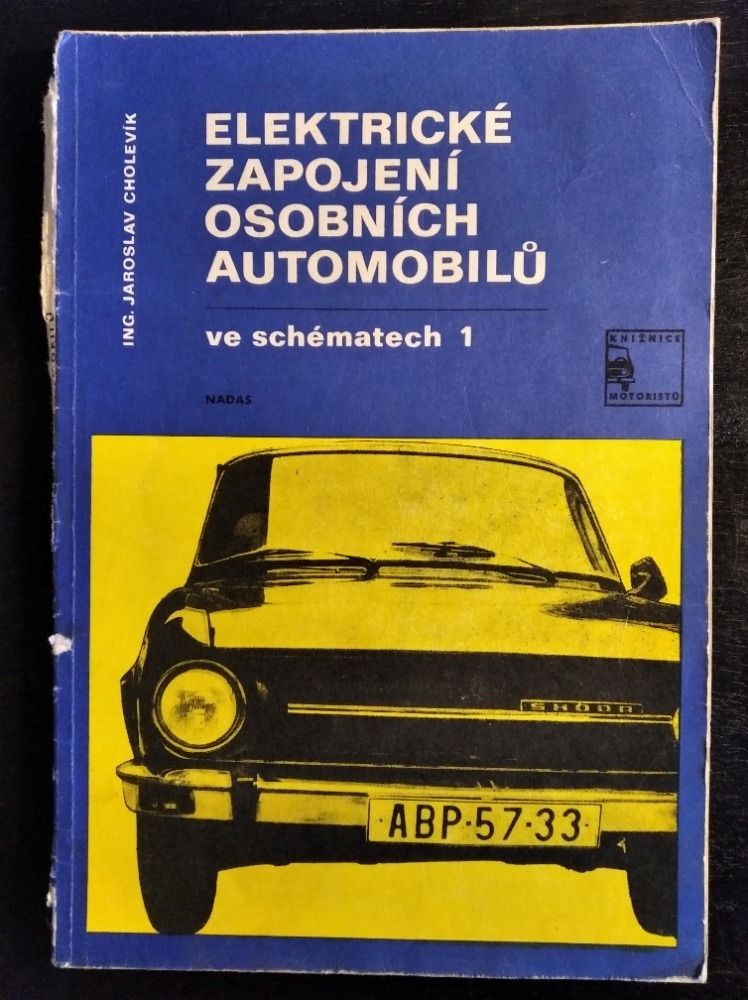 ING. JAROSLAV CHOLEVÍK
ELEKTRICKÉ
ZAPOJENÍ
OSOBNÍCH
AUTOMOBILŮ
ve schématech 1
NADAS
KNIŽNICE
MOTORISTŮ
ŠKODA
ABP·57-33